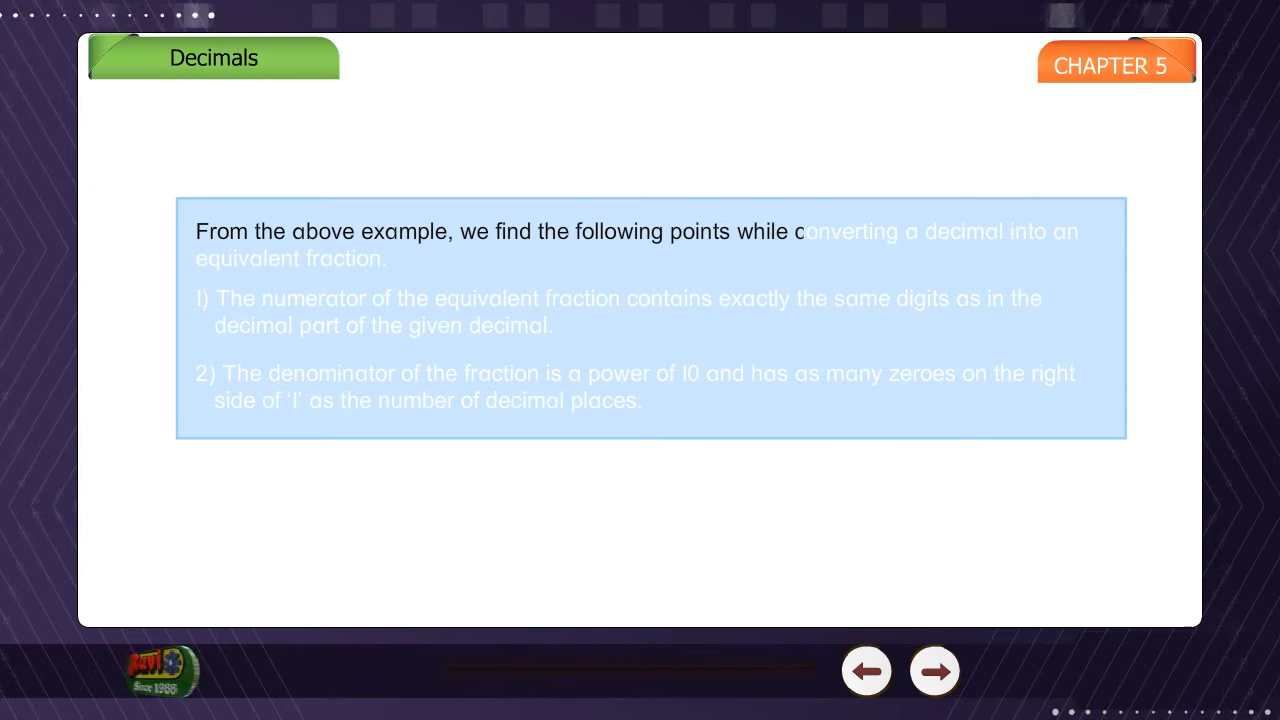 Decimals
CHAPTER 5
From the above example, we find the following points while converting a decimal into an
equivalent fraction.
I) The numerator of the equivalent fraction contains exactly the same digits as in the
decimal part of the given decimal.
2) The denominator of the fraction is a power of I0 and has as many zeroes on the right
side of ‘I’ as the number of decimal places.
Ravi
Since 1966